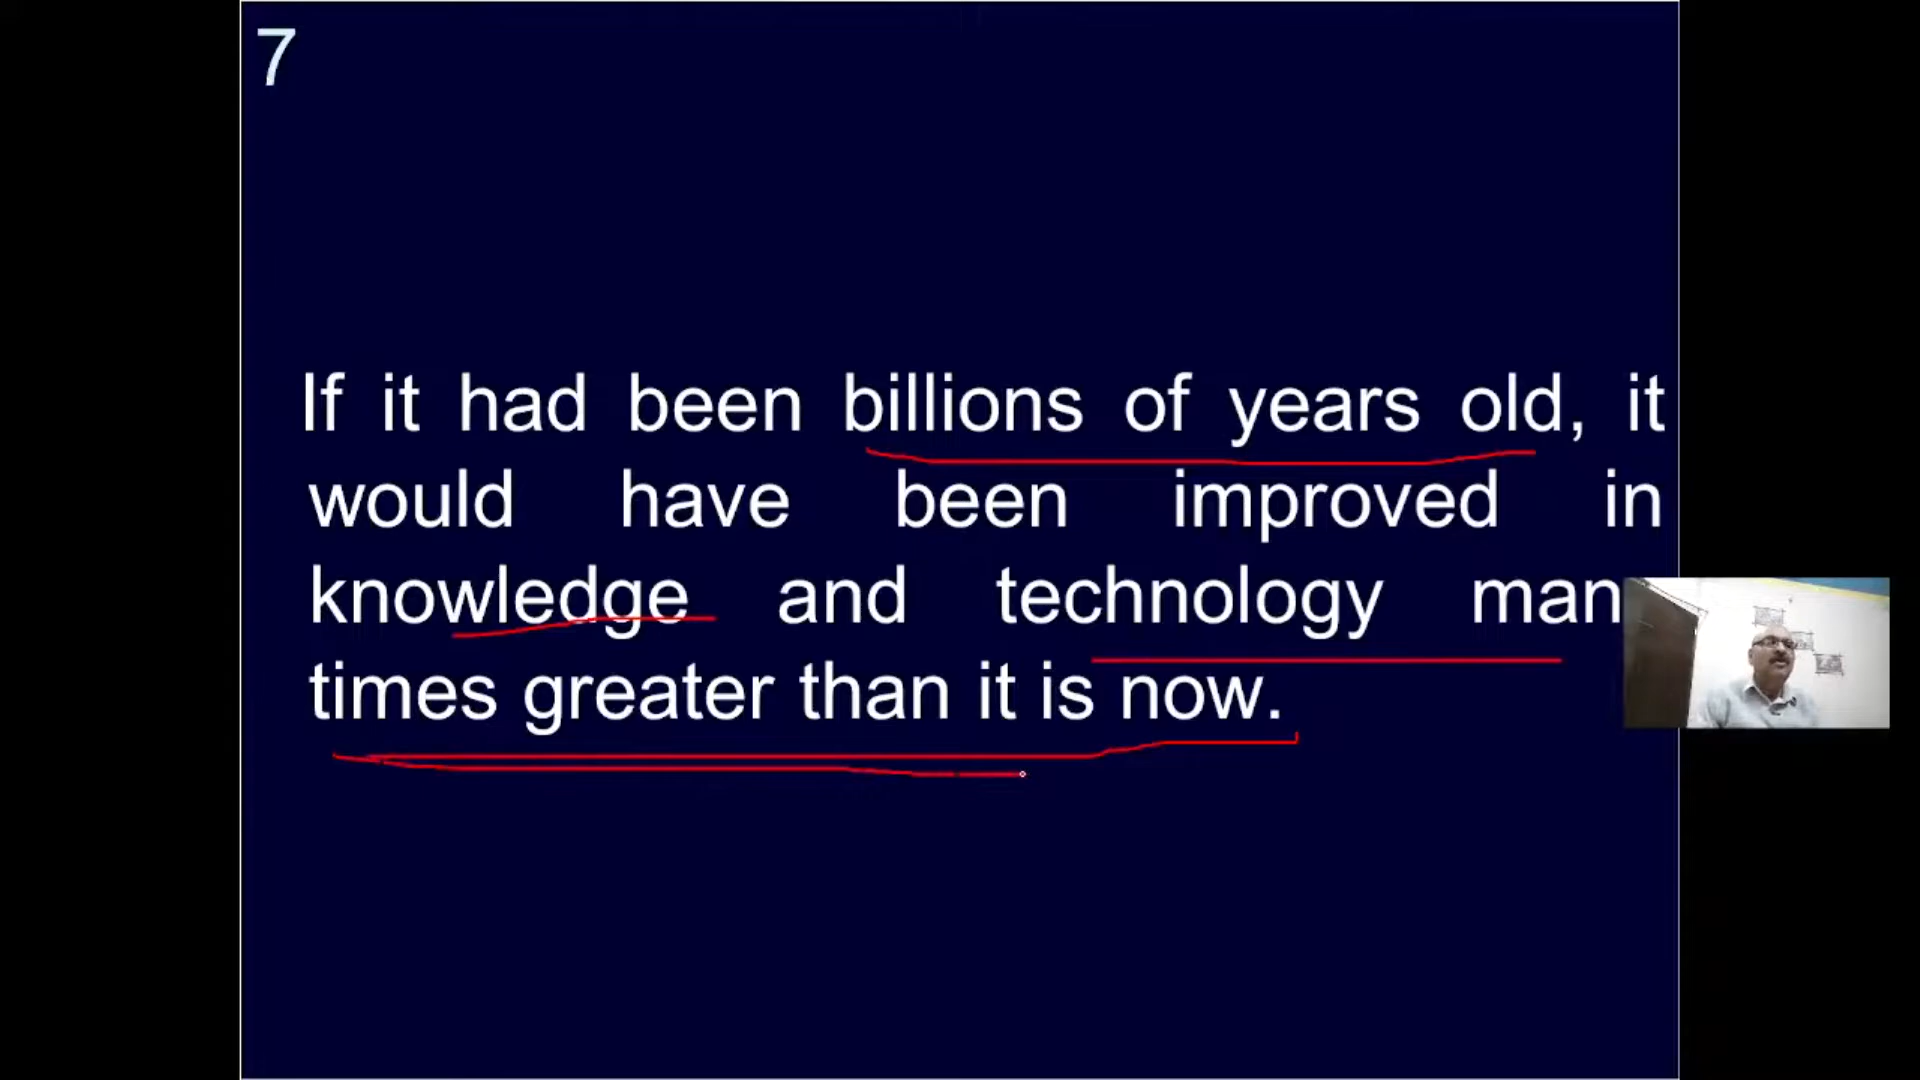 7
If it had been billions of years old, it
would have been improved in
knowledge and technology man
times greater than it is now.